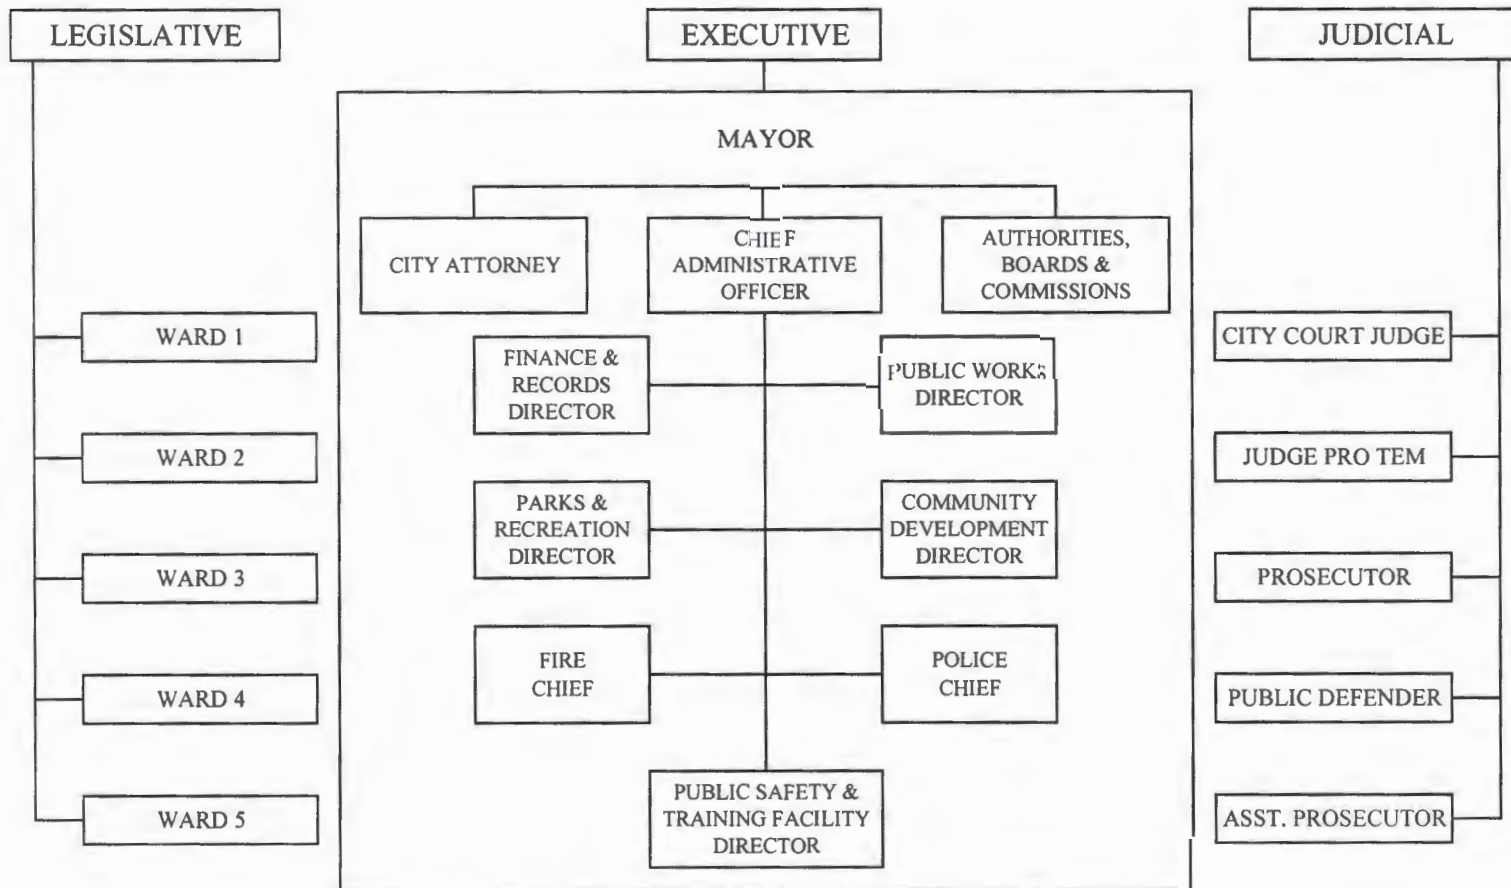 LEGISLATIVE
EXECUTIVE
JUDICIAL
MAYOR
CITY ATTORNEY
CHIEF
ADMINISTRATIVE
OFFICER
AUTHORITIES,
BOARDS &
COMMISSIONS
WARD 1
WARD 2
WARD 3
WARD 4
WARD 5
FINANCE &
RECORDS
DIRECTOR
PUBLIC WORKS
DIRECTOR
PARKS &
RECREATION
DIRECTOR
COMMUNITY
DEVELOPMENT
DIRECTOR
FIRE
CHIEF
POLICE
CHIEF
PUBLIC SAFETY &
TRAINING FACILITY
DIRECTOR
CITY COURT JUDGE
JUDGE PRO TEM
PROSECUTOR
PUBLIC DEFENDER
ASST. PROSECUTOR